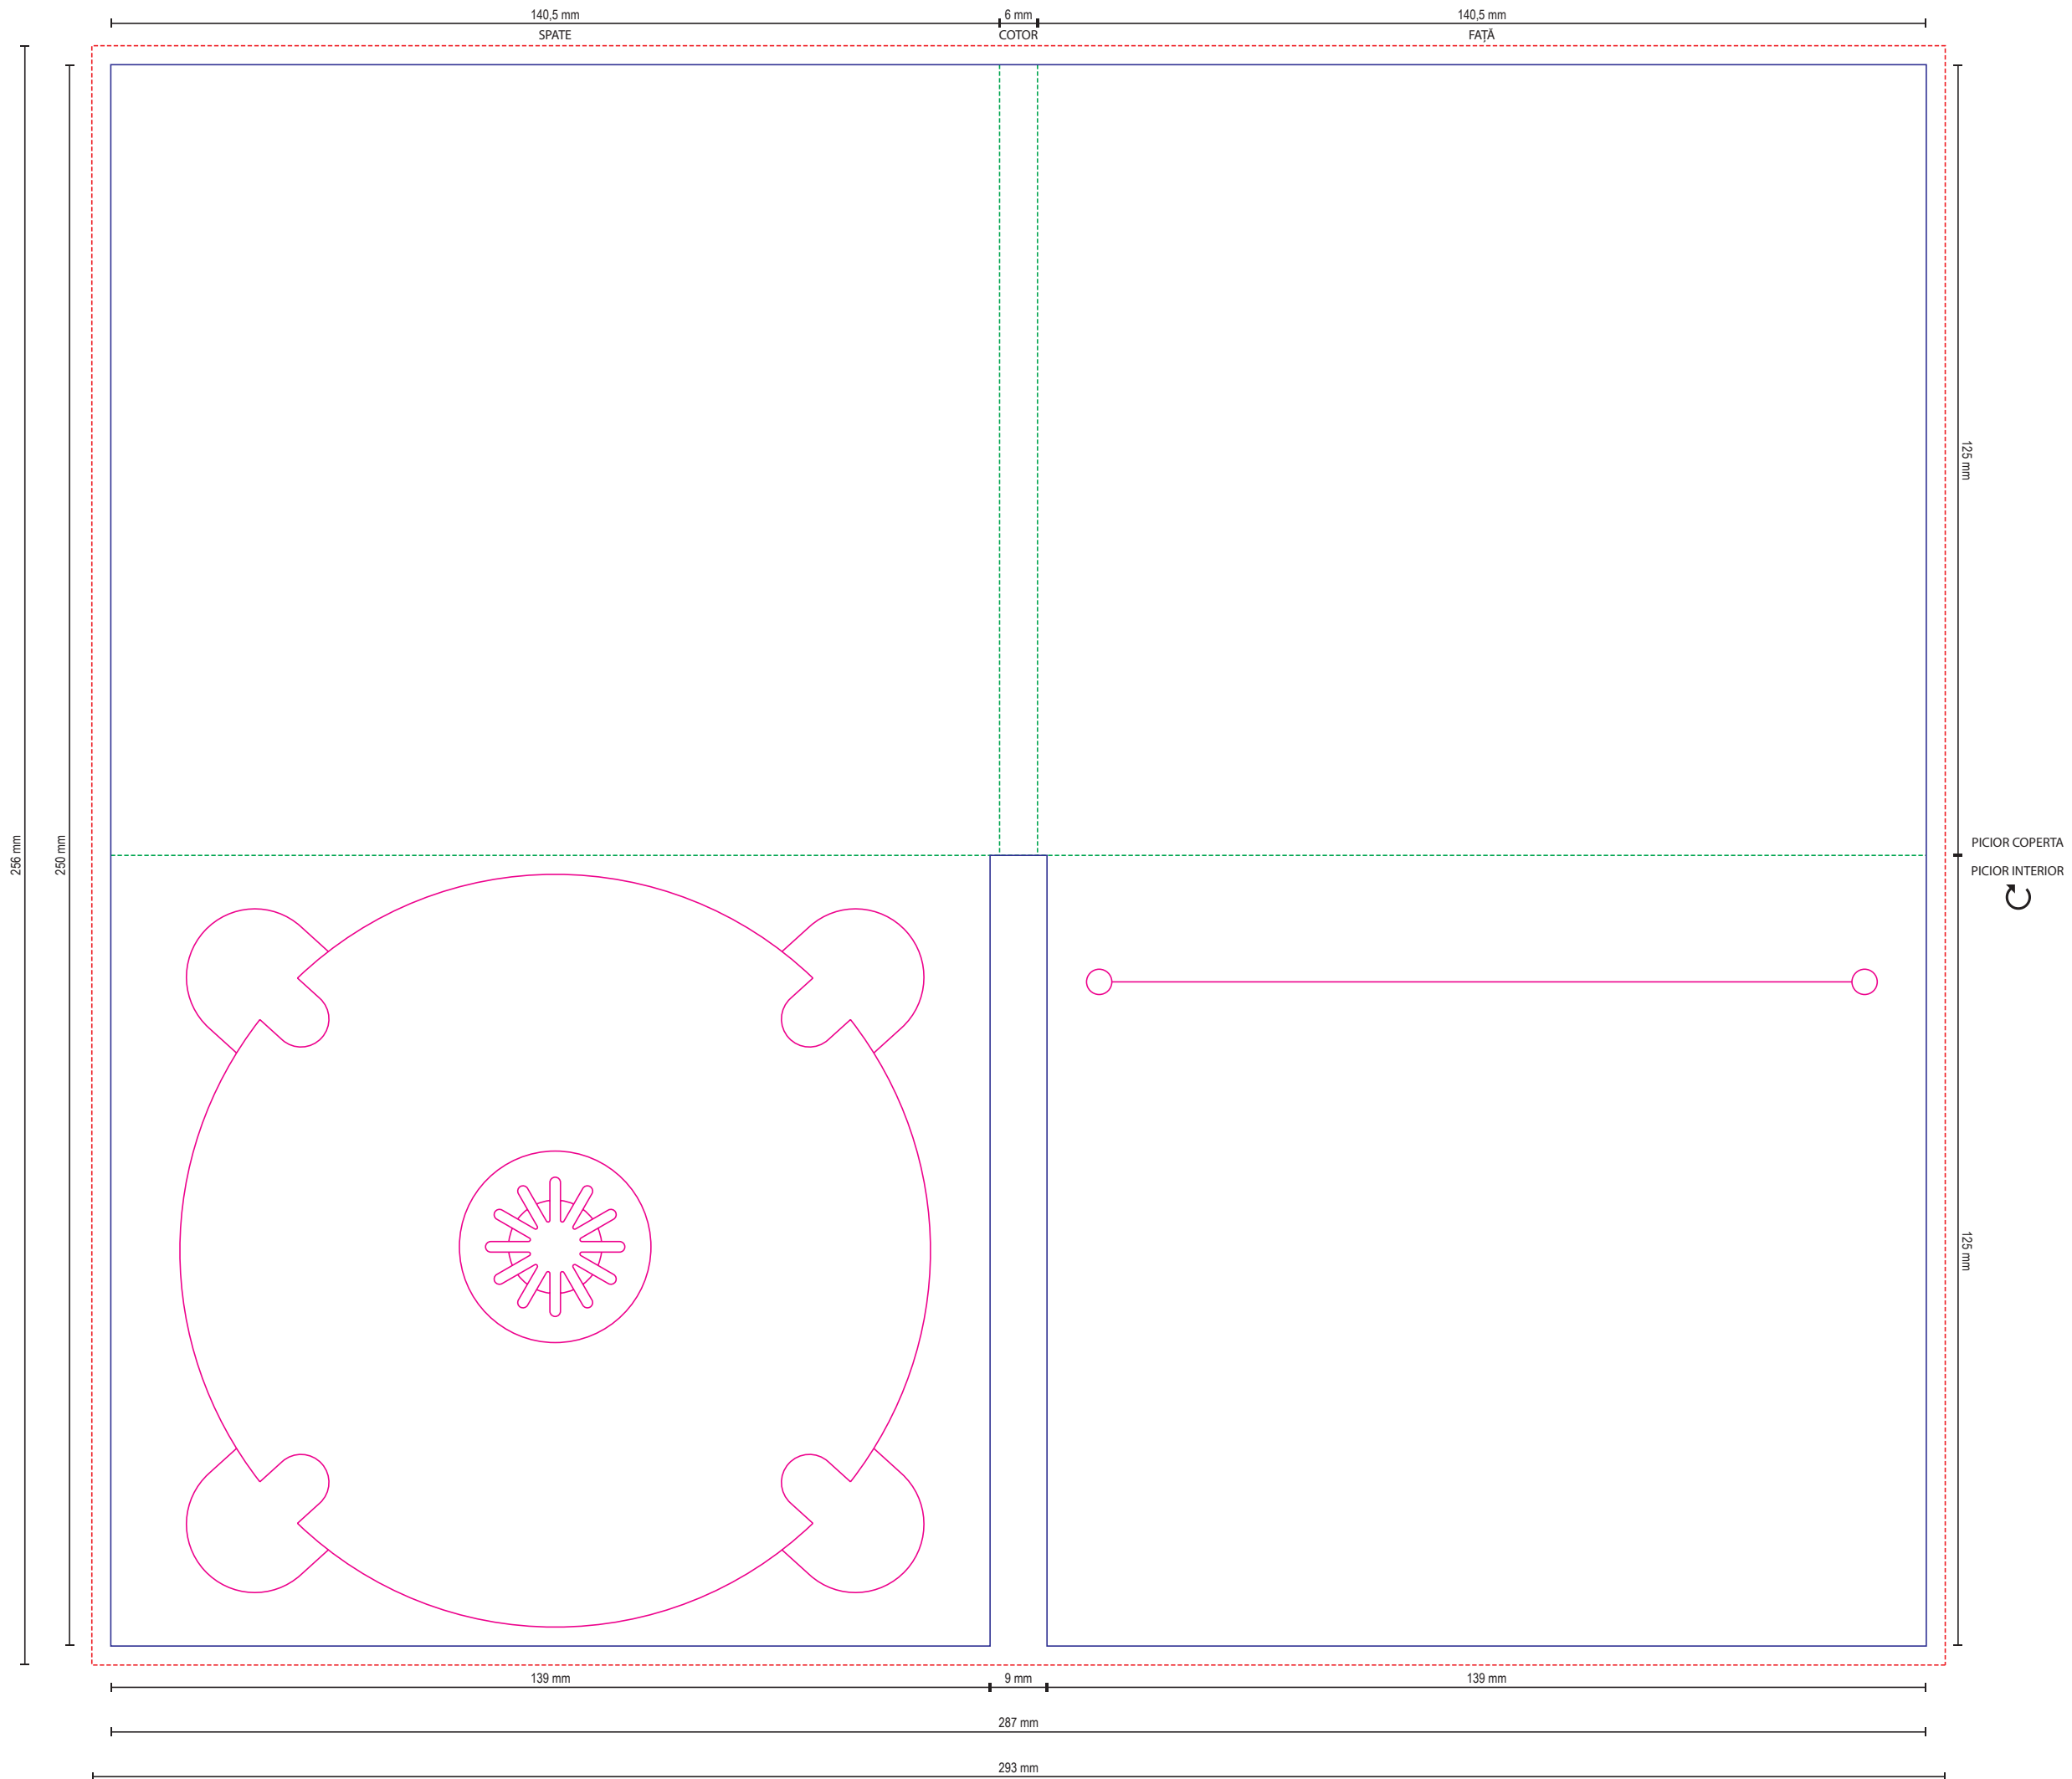 140,5 mm
6 mm
140,5 mm
SPATE
COTOR
FAȚĂ
125 mm
256 mm
250 mm
PICIOR COPERTA
PICIOR INTERIOR
125 mm
139 mm
9 mm
139 mm
287 mm
293 mm